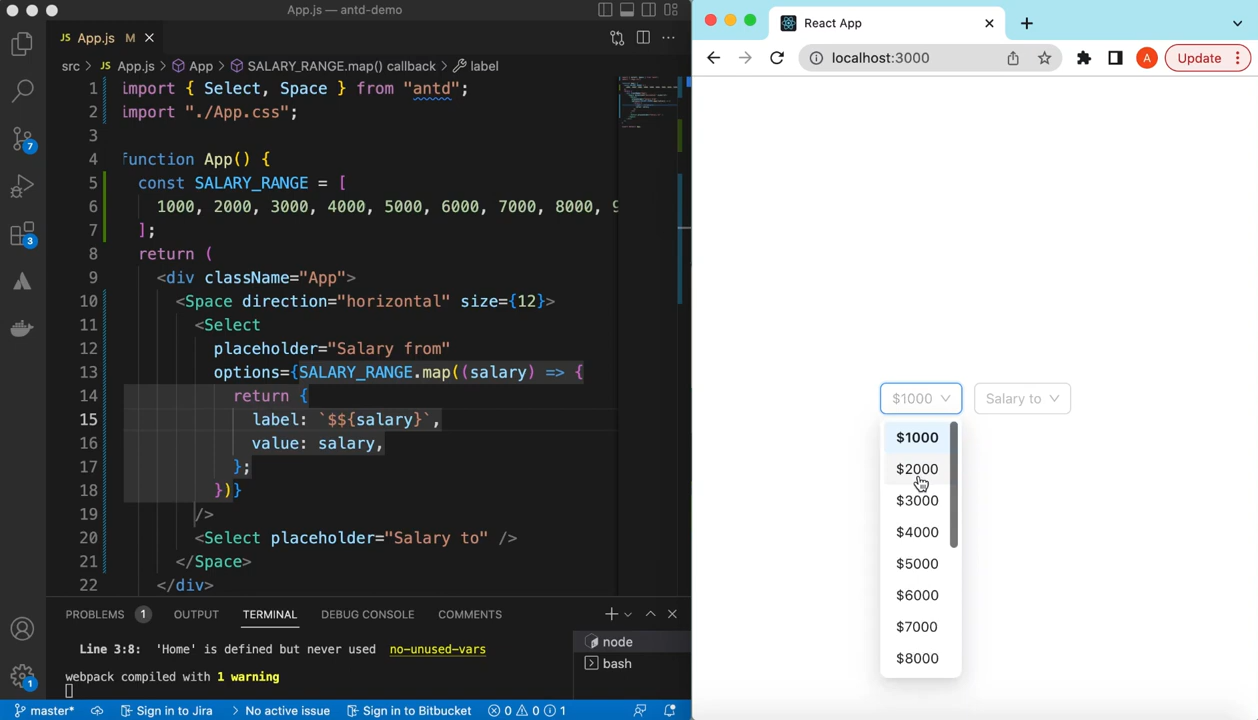 App.js — antd-demo
JS App.js M
src > JS App.js > App > SALARY_RANGE.map() callback > label
1 import { Select, Space } from "antd";
2 import "./App.css";
3
4 function App() {
5 const SALARY_RANGE = [
6 1000, 2000, 3000, 4000, 5000, 6000, 7000, 8000, 9
7 ];
8 return (
9 <div className="App">
10 <Space direction="horizontal" size={12}>
11 <Select
12 placeholder="Salary from"
13 options={SALARY_RANGE.map((salary) => {
14 return {
15 label: `$${salary}`,
16 value: salary,
17 };
18 })}
19 />
20 <Select placeholder="Salary to" />
21 </Space>
22 </div>
7
3
1
PROBLEMS 1 OUTPUT TERMINAL DEBUG CONSOLE COMMENTS
Line 3:8: 'Home' is defined but never used no-unused-vars
webpack compiled with 1 warning
node
bash
master* Sign in to Jira No active issue Sign in to Bitbucket 0 0 1
React App
localhost:3000
A
Update
$1000 Salary to
$1000
$2000
$3000
$4000
$5000
$6000
$7000
$8000